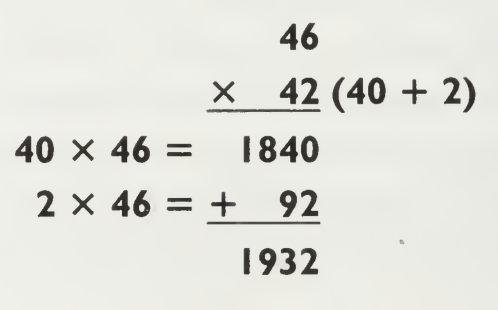 46
× 42 (40 + 2)
40 × 46 = 1840
2 × 46 = + 92
1932